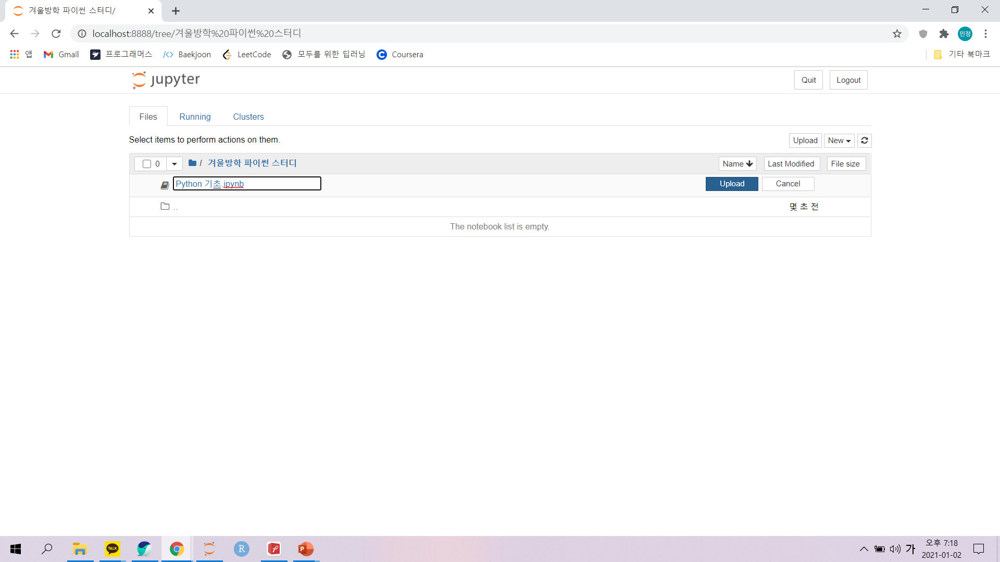 겨울방학 파이썬 스터디/
localhost:8888/tree/겨울방학%20파이썬%20스터디
민정
앱 Gmail 프로그래머스 Baekjoon LeetCode 모두를 위한 딥러닝 Coursera 기타 북마크
jupyter Quit Logout
Files Running Clusters
Select items to perform actions on them. Upload New
0 / 겨울방학 파이썬 스터디 Name Last Modified File size
Python 기초.ipynb Upload Cancel
.. 몇 초 전
The notebook list is empty.
TALK R P 가 오후 7:18
2021-01-02